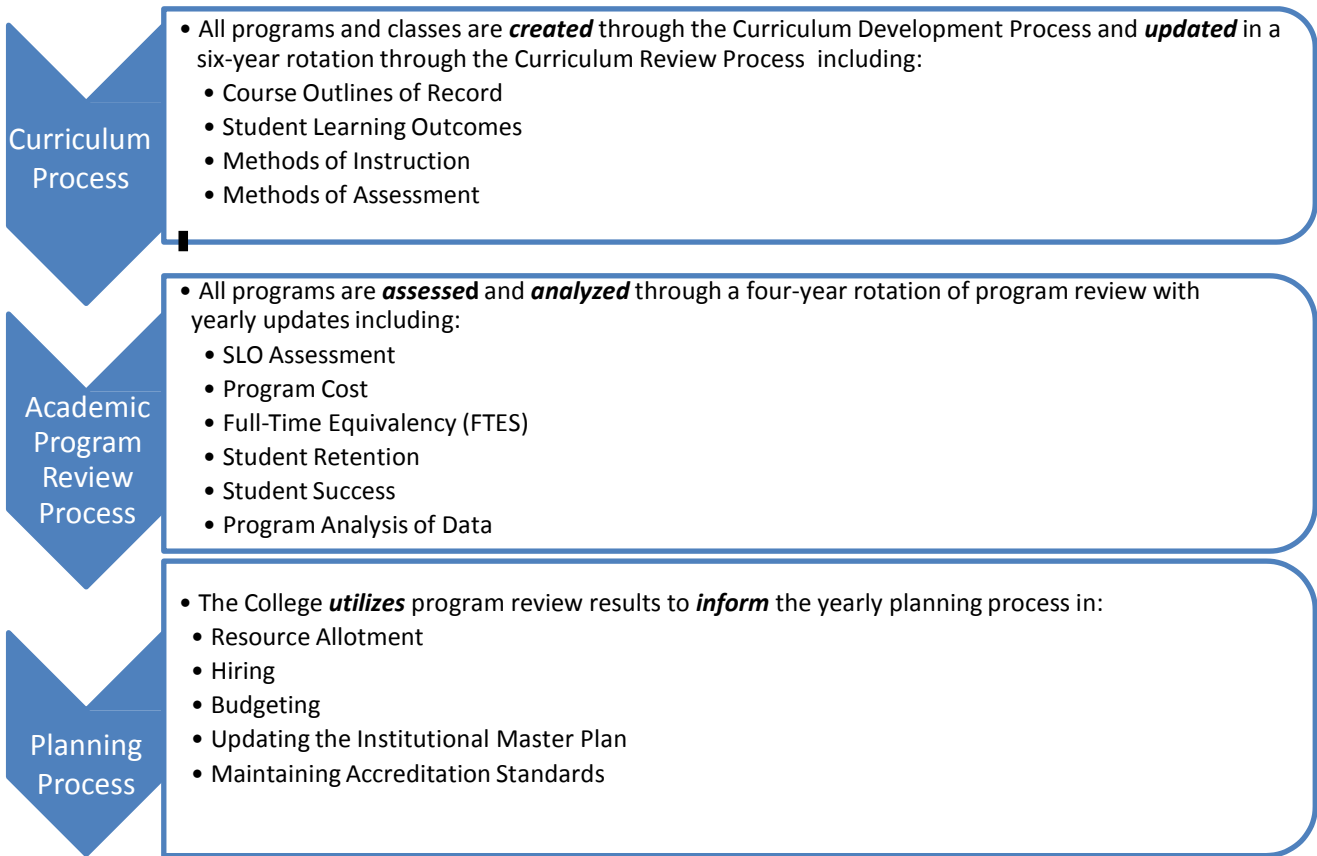 Curriculum
Process
• All programs and classes are created through the Curriculum Development Process and updated in a
six-year rotation through the Curriculum Review Process including:
• Course Outlines of Record
• Student Learning Outcomes
• Methods of Instruction
• Methods of Assessment
Academic
Program
Review
Process
• All programs are assessed and analyzed through a four-year rotation of program review with
yearly updates including:
• SLO Assessment
• Program Cost
• Full-Time Equivalency (FTES)
• Student Retention
• Student Success
• Program Analysis of Data
Planning
Process
• The College utilizes program review results to inform the yearly planning process in:
• Resource Allotment
• Hiring
• Budgeting
• Updating the Institutional Master Plan
• Maintaining Accreditation Standards